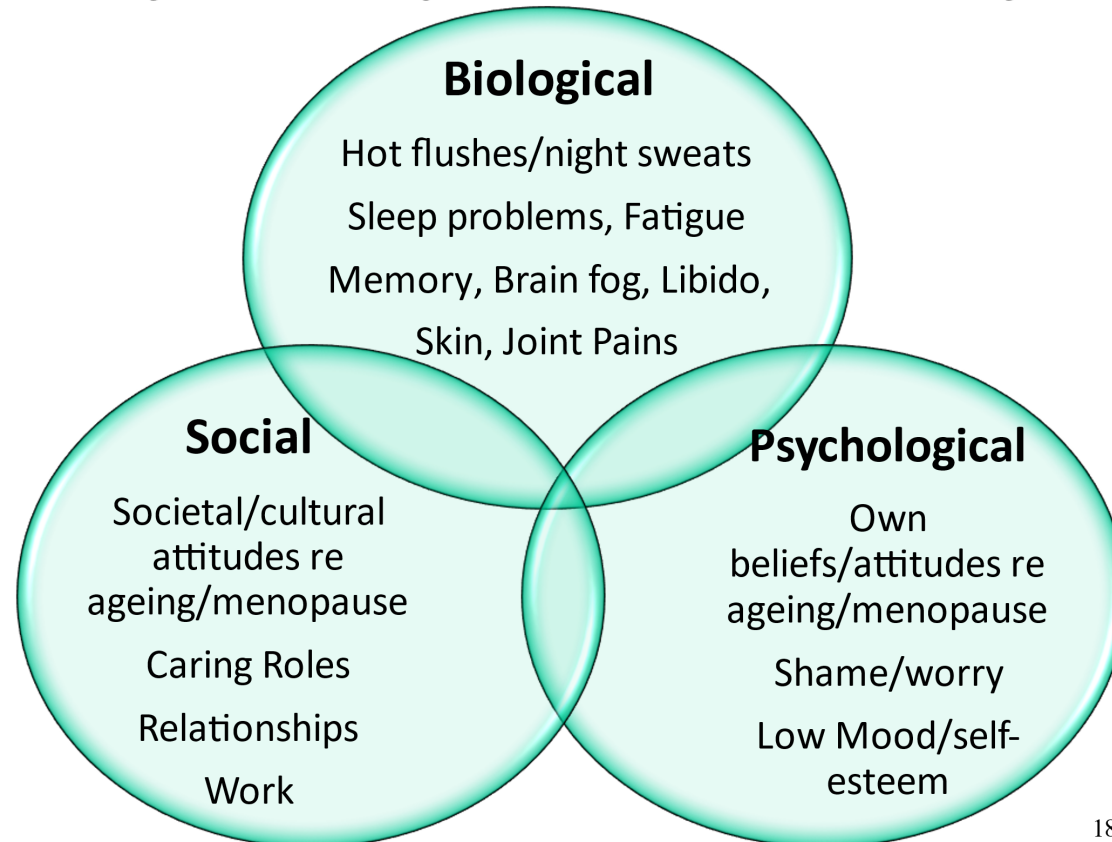 Biological
Hot flushes/night sweats
Sleep problems, Fatigue
Memory, Brain fog, Libido,
Skin, Joint Pains
Social
Societal/cultural
attitudes re
ageing/menopause
Caring Roles
Relationships
Work
Psychological
Own
beliefs/attitudes re
ageing/menopause
Shame/worry
Low Mood/self-
esteem
18